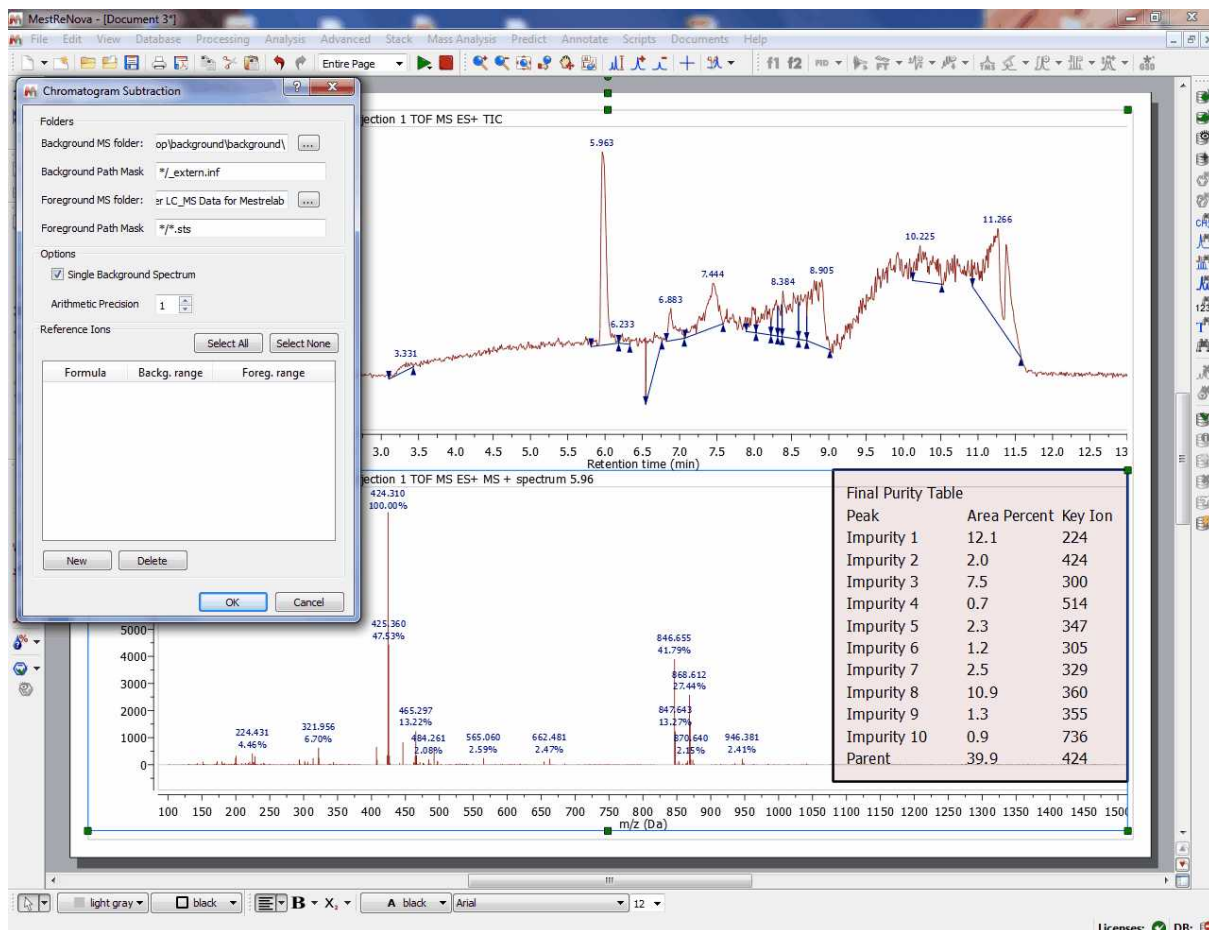 MestReNova - [Document 3*]
File Edit View Database Processing Analysis Advanced Stack Mass Analysis Predict Annotate Scripts Documents Help
Entire Page
f1 f2
Chromatogram Subtraction
Folders
Background MS folder: op\background\background\ ...
Background Path Mask */_extern.inf
Foreground MS folder: er LC_MS Data for Mestrelab ...
Foreground Path Mask */*.sts
Options
Single Background Spectrum
Arithmetic Precision 1
Reference Ions
Select All Select None
Formula Backg. range Foreg. range
New Delete
OK Cancel
ection 1 TOF MS ES+ TIC
5.963
11.266
10.225
8.905
7.444
8.384
6.883
6.233
3.331
3.0 3.5 4.0 4.5 5.0 5.5 6.0 6.5 7.0 7.5 8.0 8.5 9.0 9.5 10.0 10.5 11.0 11.5 12.0 12.5 13
Retention time (min)
ection 1 TOF MS ES+ MS + spectrum 5.96
424.310
100.00%
425.360
47.53%
846.655
41.79%
868.612
27.44%
465.297
13.22%
847.643
13.27%
224.431
4.46%
321.956
6.70%
484.261
2.08%
565.060
2.59%
662.481
2.47%
870.640
2.15%
946.381
2.41%
5000
4000
3000
2000
1000
0
100 150 200 250 300 350 400 450 500 550 600 650 700 750 800 850 900 950 1000 1050 1100 1150 1200 1250 1300 1350 1400 1450 150
m/z (Da)
Final Purity Table
Peak Area Percent Key Ion
Impurity 1 12.1 224
Impurity 2 2.0 424
Impurity 3 7.5 300
Impurity 4 0.7 514
Impurity 5 2.3 347
Impurity 6 1.2 305
Impurity 7 2.5 329
Impurity 8 10.9 360
Impurity 9 1.3 355
Impurity 10 0.9 736
Parent 39.9 424
light gray black B X₂ A black Arial 12
Licenses: DB: